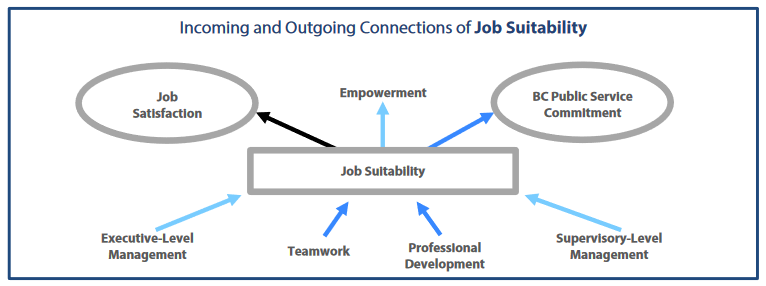 Incoming and Outgoing Connections of Job Suitability
Job
Satisfaction
Empowerment
BC Public Service
Commitment
Job Suitability
Executive-Level
Management
Teamwork
Professional
Development
Supervisory-Level
Management